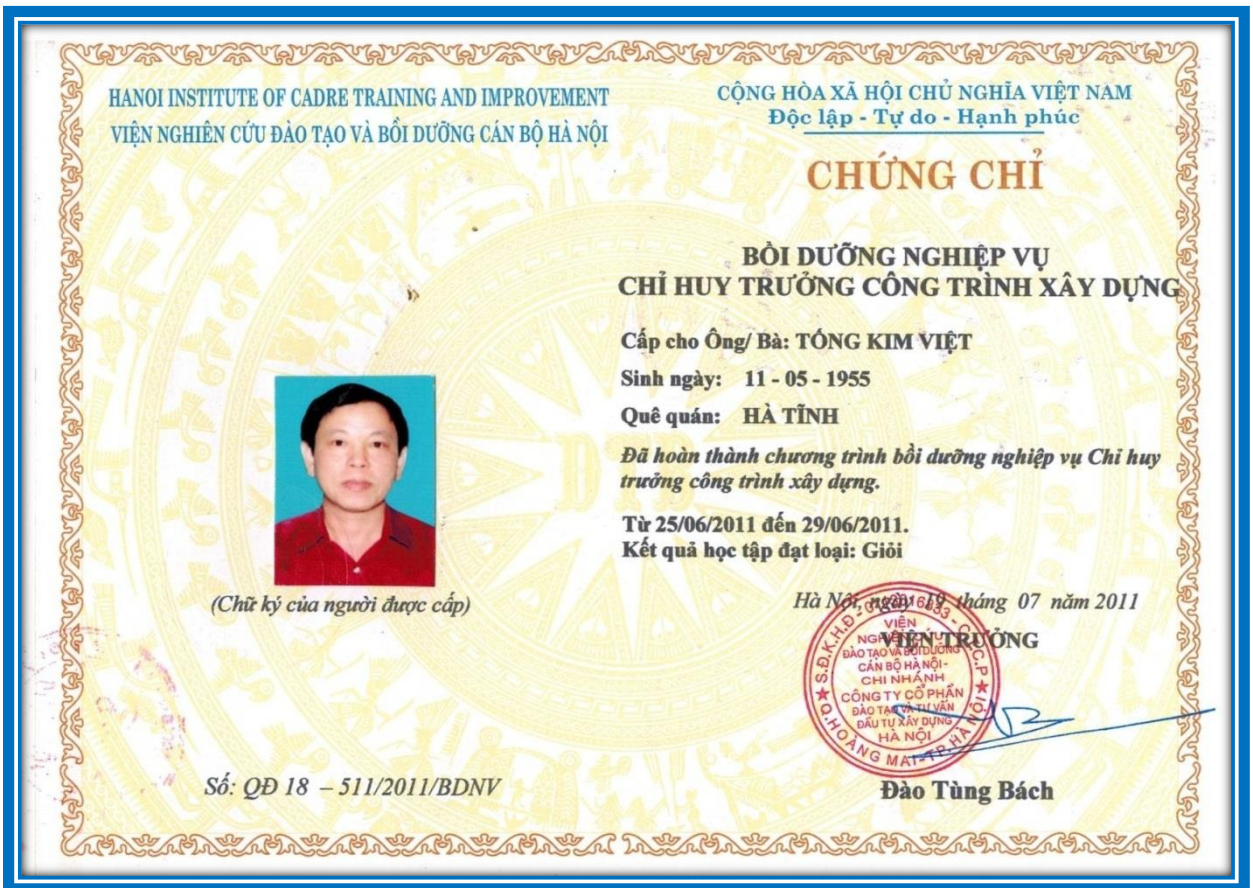 HANOI INSTITUTE OF CADRE TRAINING AND IMPROVEMENT
VIỆN NGHIÊN CỨU ĐÀO TẠO VÀ BỒI DƯỠNG CÁN BỘ HÀ NỘI
CỘNG HÒA XÃ HỘI CHỦ NGHĨA VIỆT NAM
Độc lập - Tự do - Hạnh phúc
CHỨNG CHỈ
BỒI DƯỠNG NGHIỆP VỤ
CHỈ HUY TRƯỞNG CÔNG TRÌNH XÂY DỰNG
Cấp cho Ông/ Bà: TỐNG KIM VIỆT
Sinh ngày: 11 - 05 - 1955
Quê quán: HÀ TĨNH
Đã hoàn thành chương trình bồi dưỡng nghiệp vụ Chỉ huy
trưởng công trình xây dựng.
Từ 25/06/2011 đến 29/06/2011.
Kết quả học tập đạt loại: Giỏi
(Chữ ký của người được cấp)
Hà Nội, ngày 19 tháng 07 năm 2011
VIỆN TRƯỞNG
VIỆN
ĐÀO TẠO VÀ BỒI DƯỠNG
CÁN BỘ HÀ NỘI-
CHI NHÁNH
CÔNG TY CỔ PHẦN
ĐÀO TẠO VÀ TƯ VẤN
ĐẦU TƯ XÂY DỰNG
HÀ NỘI
Q.HOÀNG MAI-TP.HÀ NỘI
Số: QĐ 18 – 511/2011/BDNV
Đào Tùng Bách